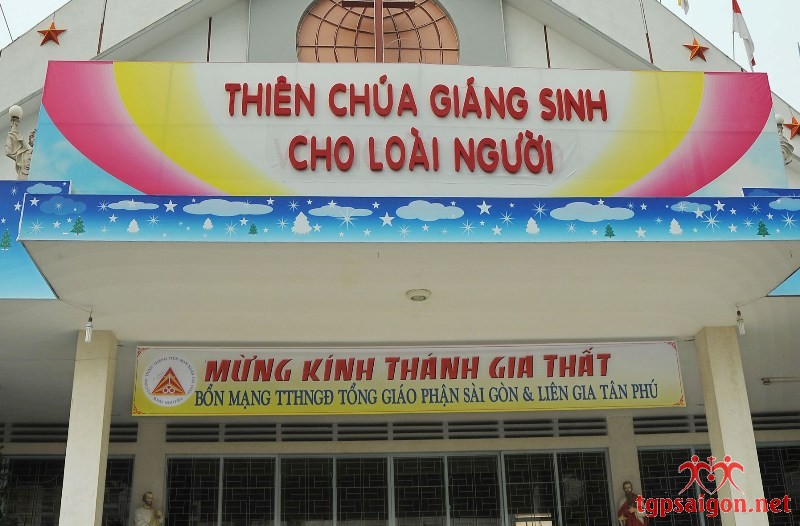 THIÊN CHÚA GIÁNG SINH
CHO LOÀI NGƯỜI
MỪNG KÍNH THÁNH GIA THẤT
BỔN MẠNG TTHNGĐ TỔNG GIÁO PHẬN SÀI GÒN & LIÊN GIA TÂN PHÚ
tgpsaigon.net